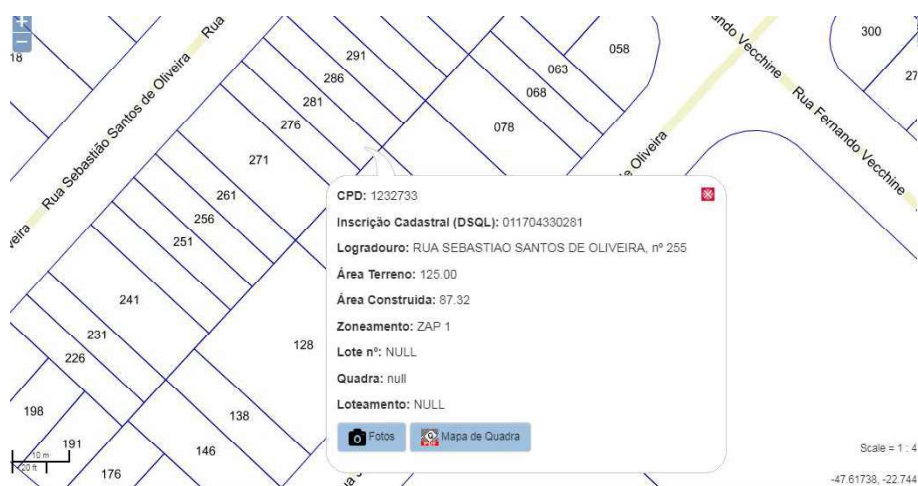 +
−
18
Rua Sebastião Santos de Oliveira
Rua
291
286
281
276
271
261
256
251
241
231
226
198
191
176
146
138
128
058
063
068
078
300
27
ndo Vecchine
Rua Fernando Vecchine
de Oliveira
veira
CPD: 1232733
Inscrição Cadastral (DSQL): 011704330281
Logradouro: RUA SEBASTIAO SANTOS DE OLIVEIRA, nº 255
Área Terreno: 125.00
Área Construida: 87.32
Zoneamento: ZAP 1
Lote nº: NULL
Quadra: null
Loteamento: NULL
Fotos
Mapa de Quadra
10 m
20 ft
Scale = 1 : 4
-47.61738, -22.744